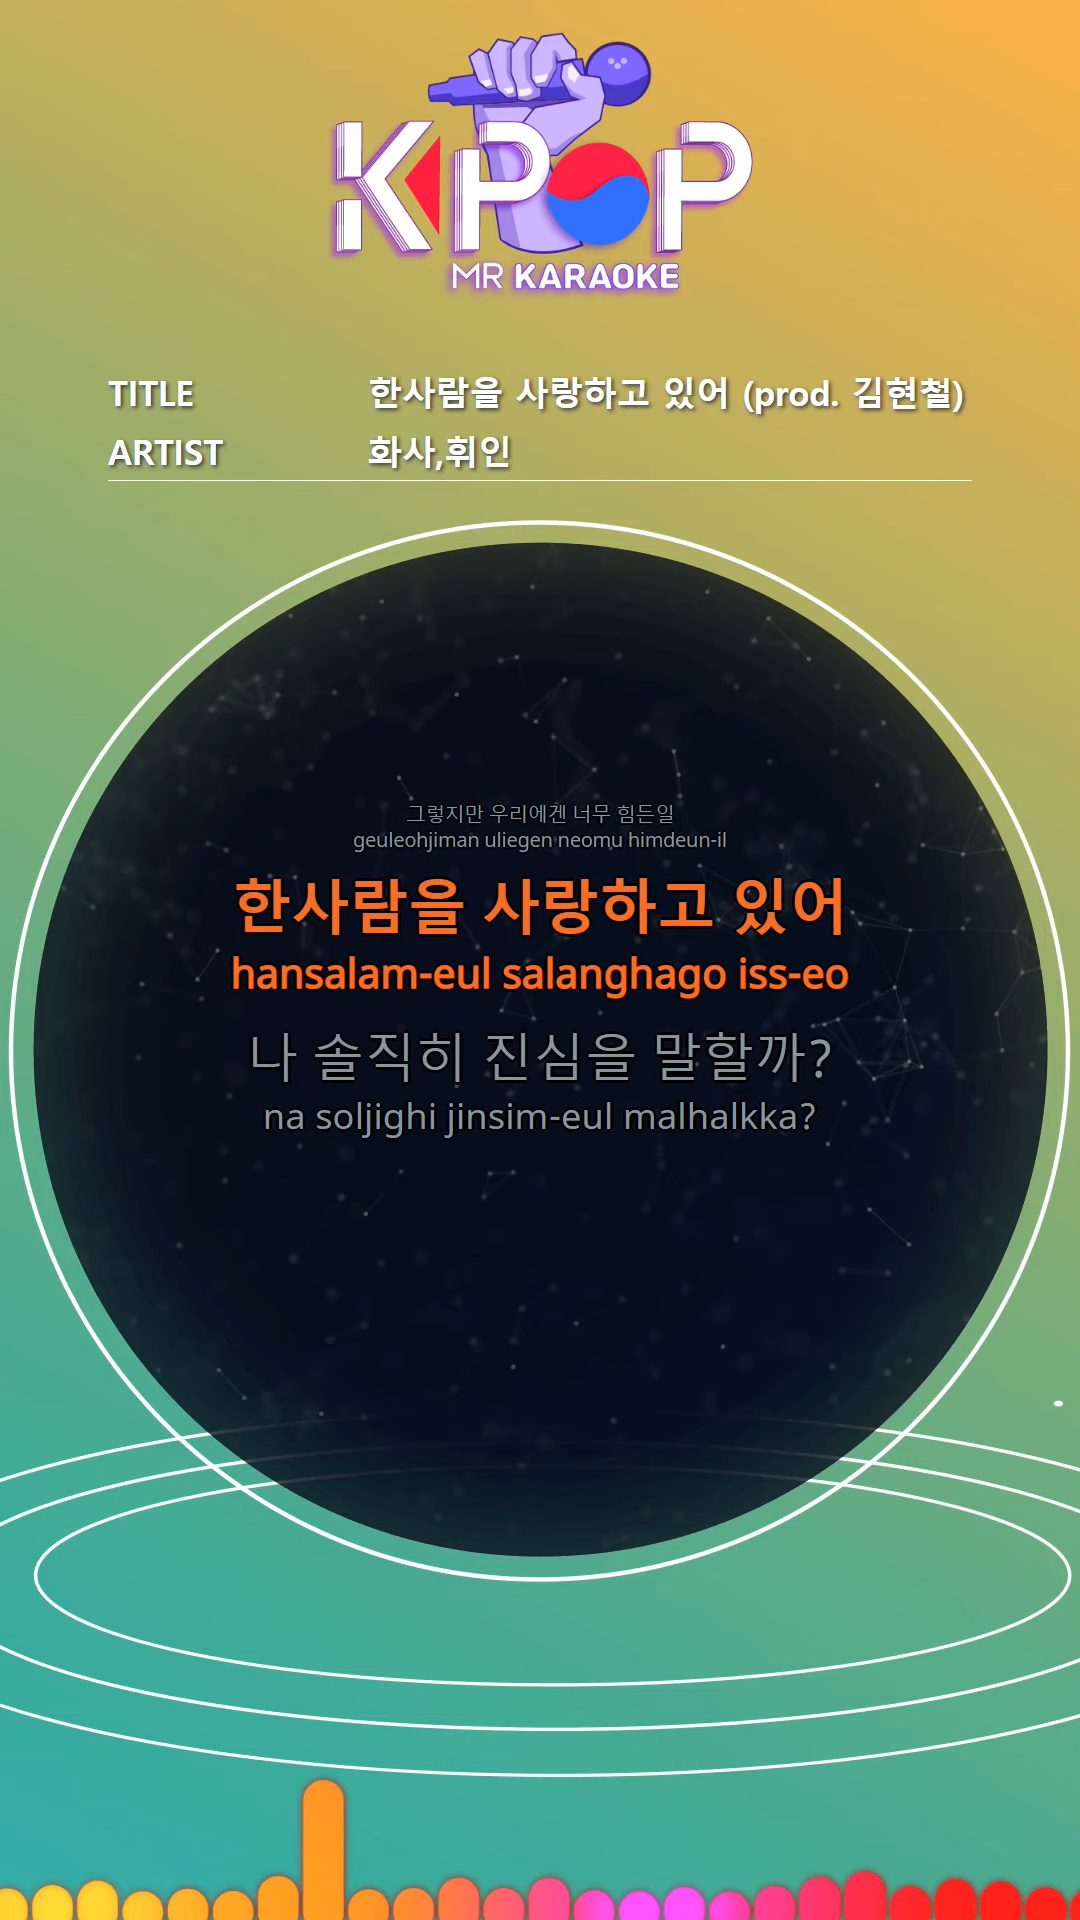 KPOP
MR KARAOKE
TITLE 한사람을 사랑하고 있어 (prod. 김현철)
ARTIST 화사,휘인
그렇지만 우리에겐 너무 힘든일
geuleohjiman uliegen neomu himdeun-il
한사람을 사랑하고 있어
hansalam-eul salanghago iss-eo
나 솔직히 진심을 말할까?
na soljighi jinsim-eul malhalkka?